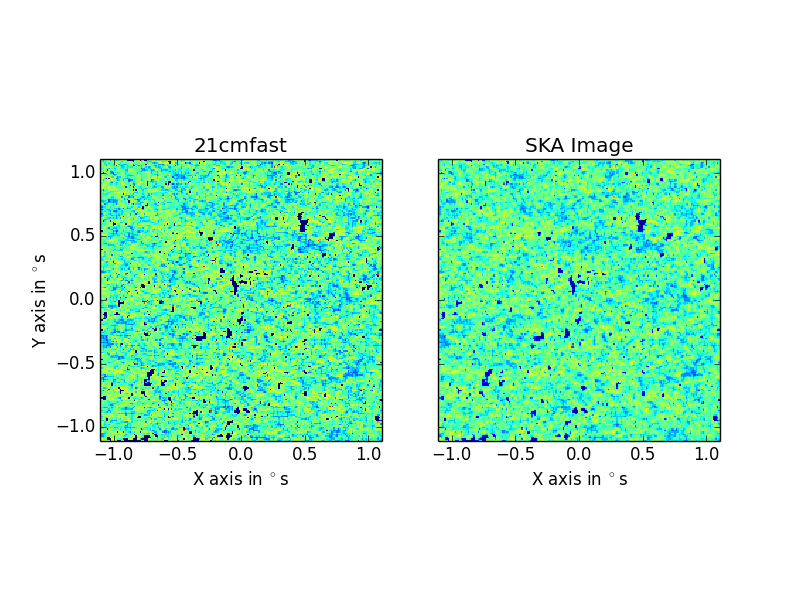 21cmfast
SKA Image
1.0
0.5
0.0
−0.5
−1.0
Y axis in °s
−1.0 −0.5 0.0 0.5 1.0
X axis in °s
−1.0 −0.5 0.0 0.5 1.0
X axis in °s